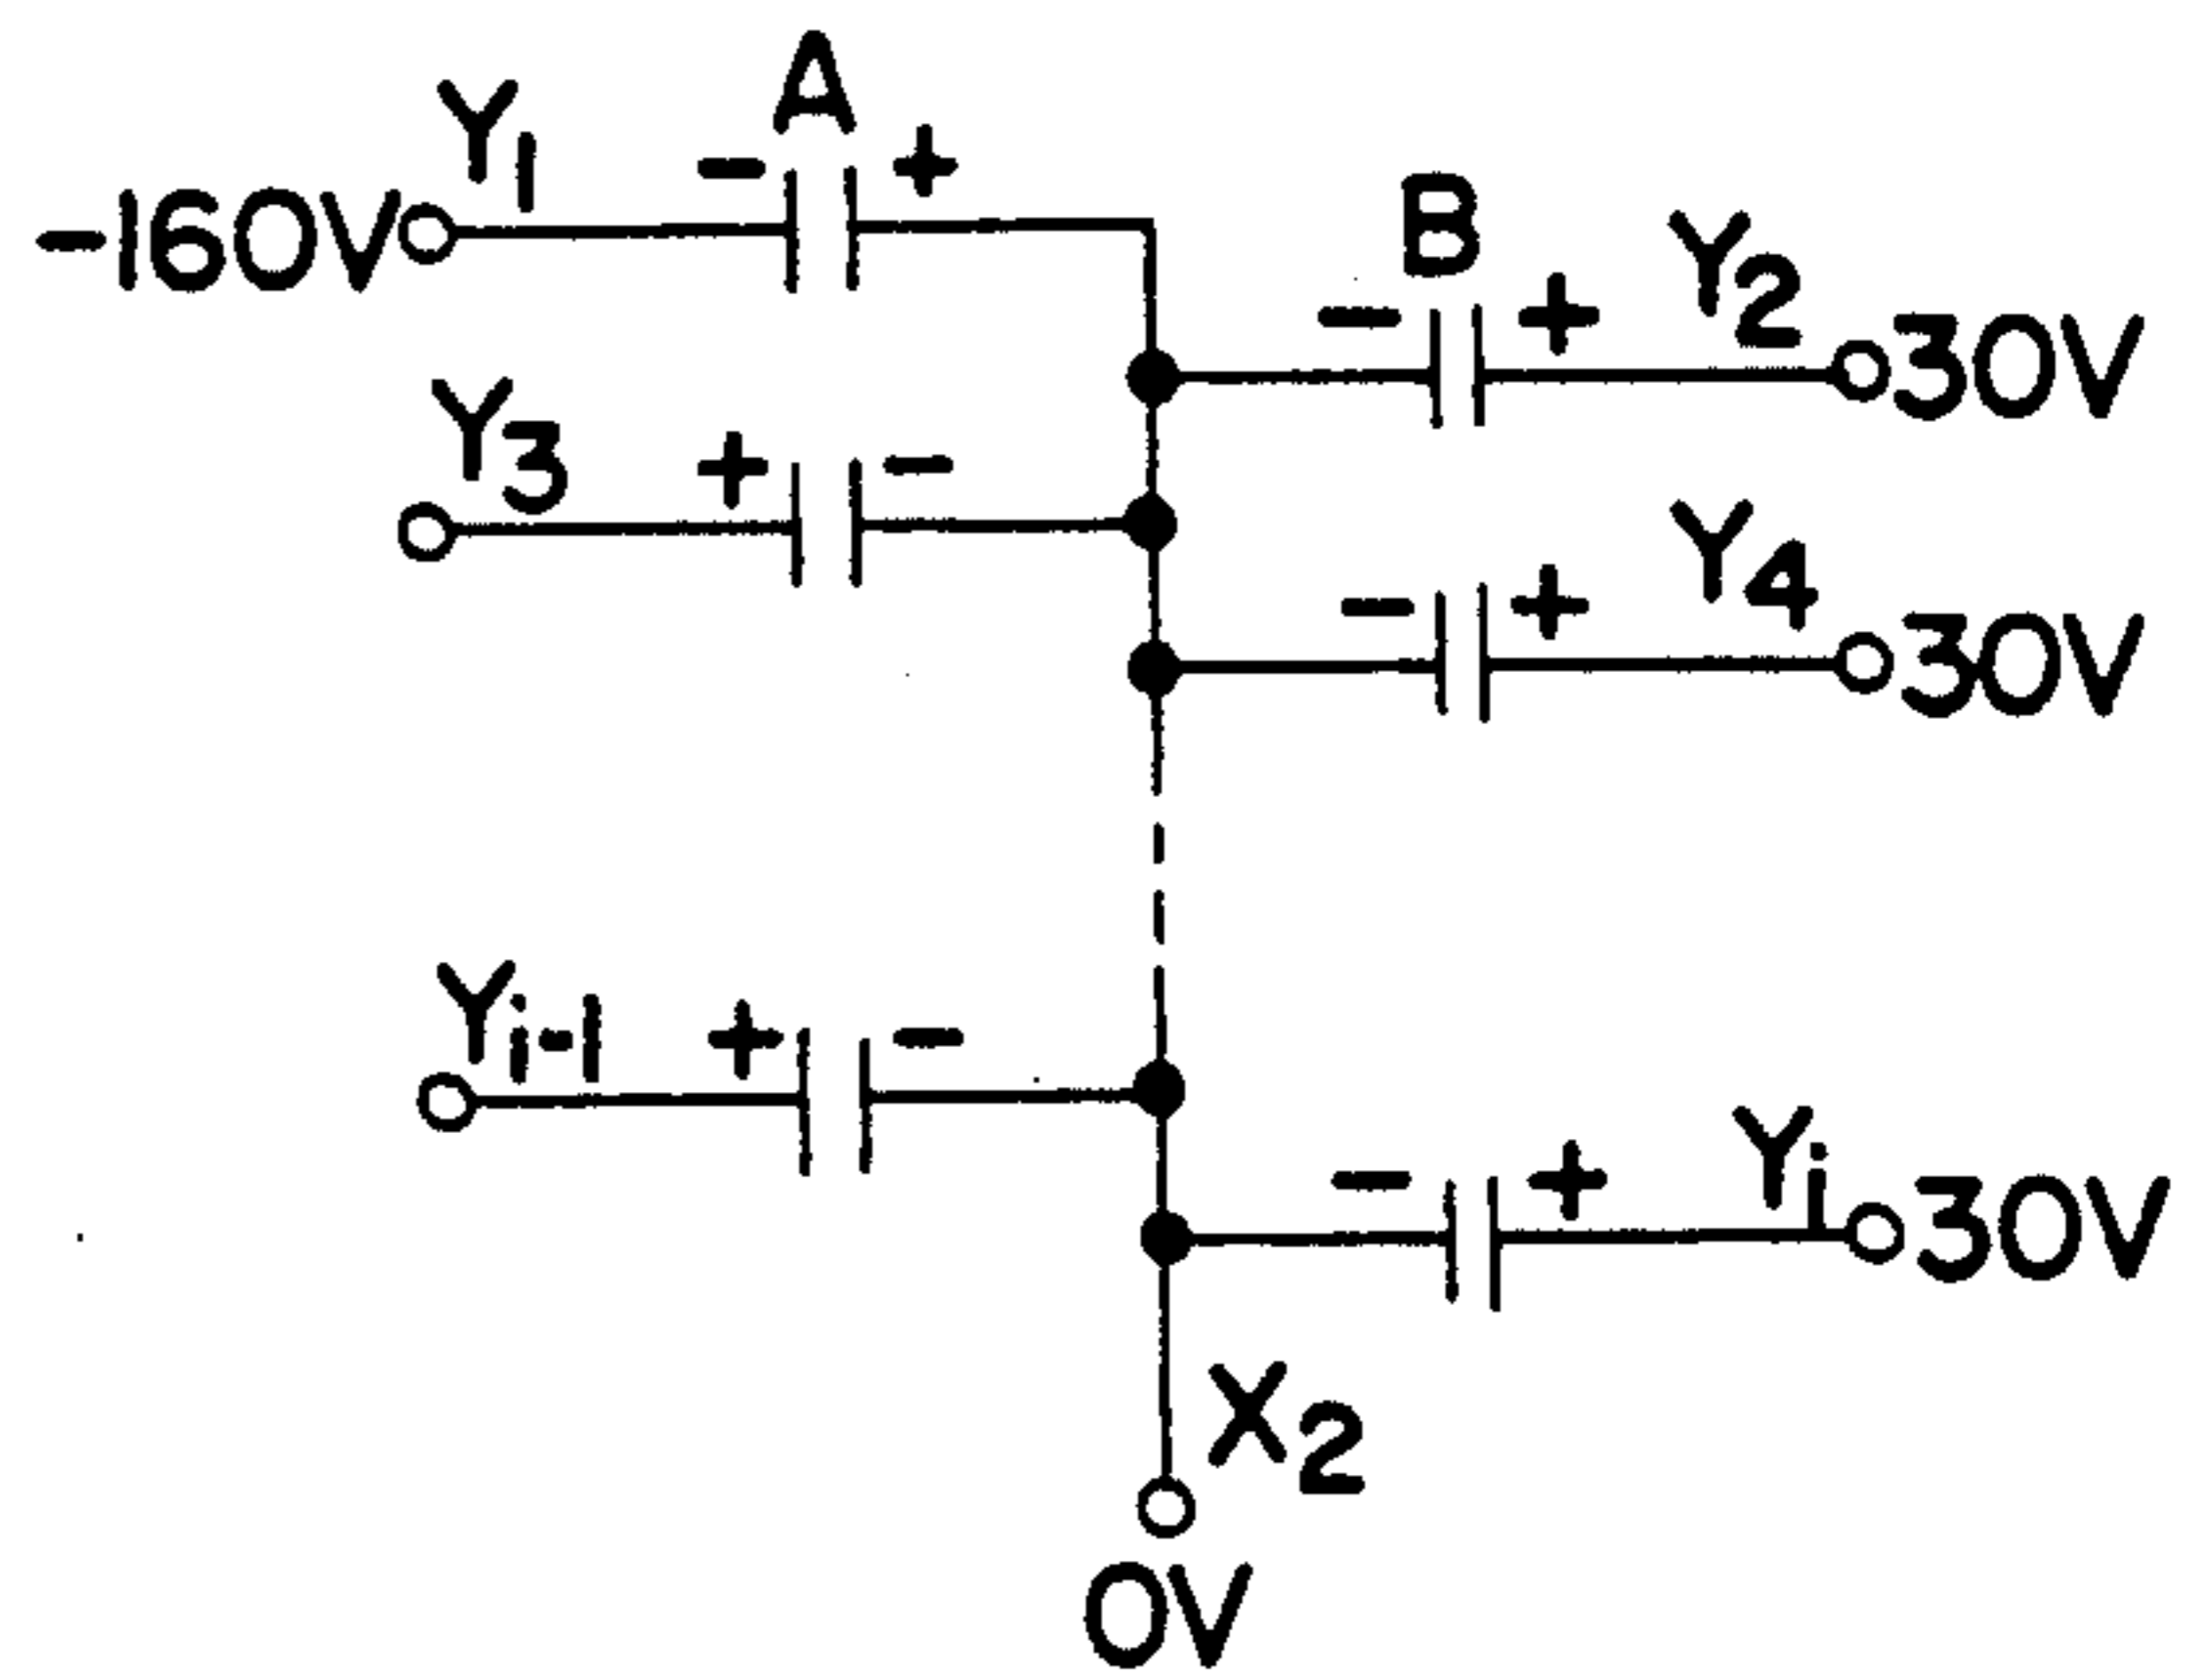 A
Y1
- +
-160V
B
Y2
- +
30V
Y3
+ -
Y4
- +
30V
Yi-1
+ -
Yi
- +
30V
X2
0V